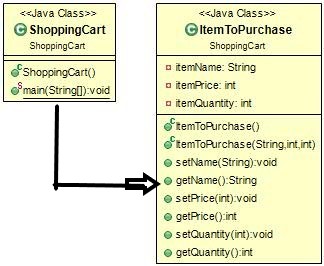 <<Java Class>>
ShoppingCart
ShoppingCart
ShoppingCart()
main(String[]):void
<<Java Class>>
ItemToPurchase
ShoppingCart
itemName: String
itemPrice: int
itemQuantity: int
ItemToPurchase()
ItemToPurchase(String,int,int)
setName(String):void
getName():String
setPrice(int):void
getPrice():int
setQuantity(int):void
getQuantity():int